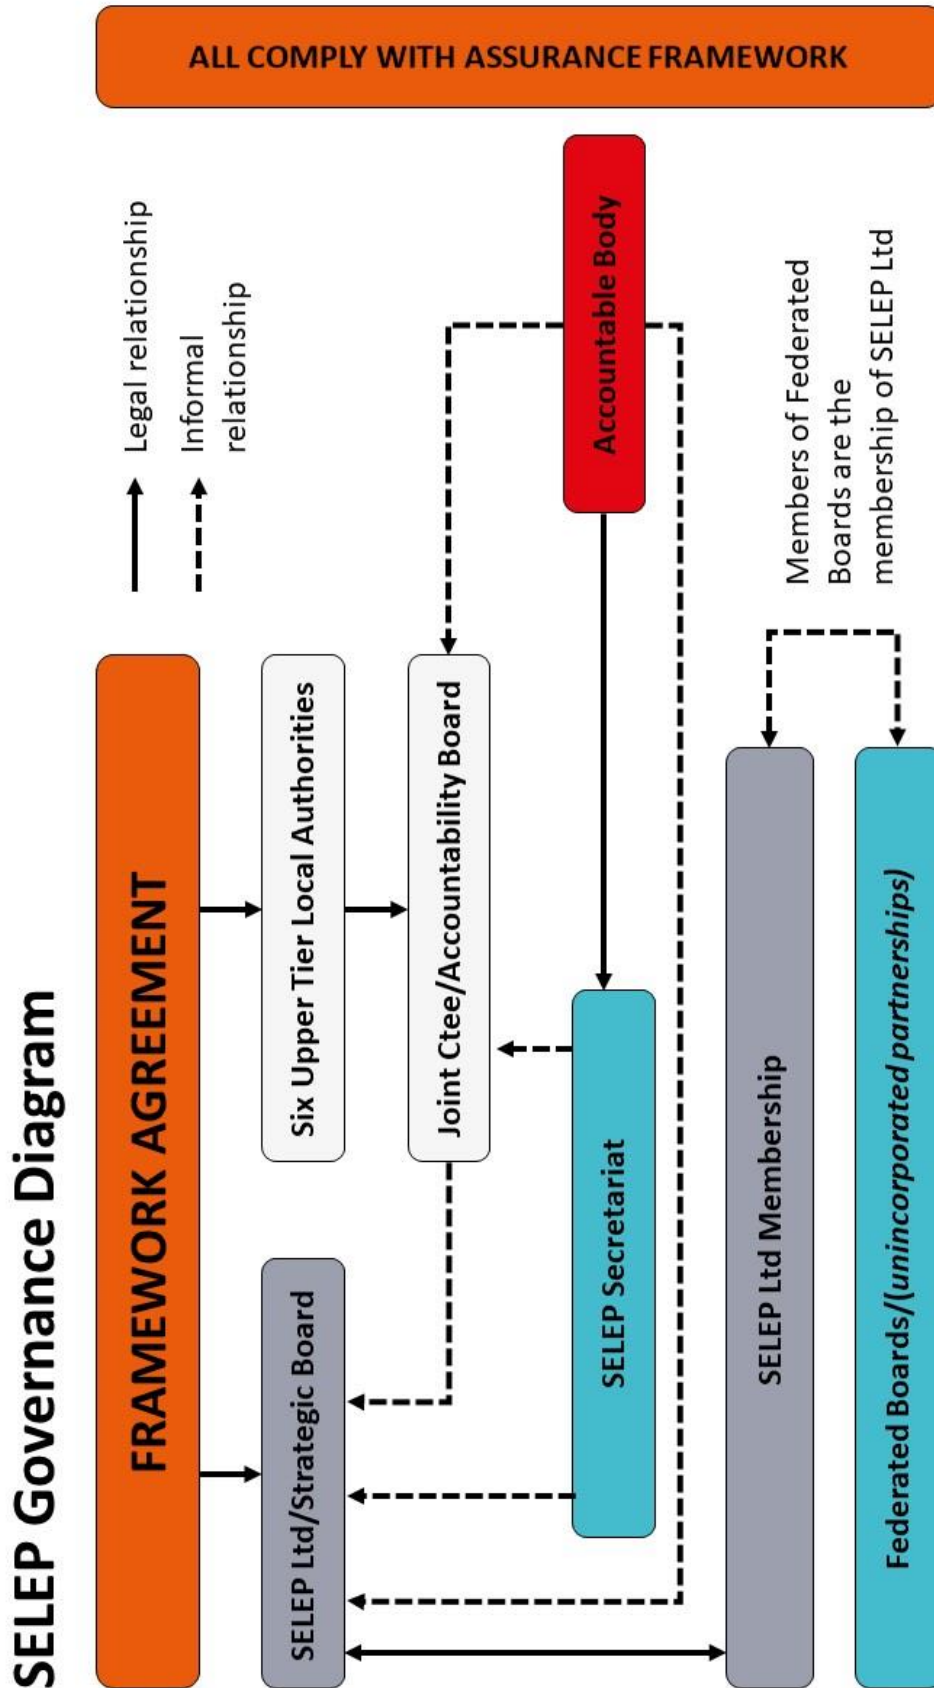 SELEP Governance Diagram
FRAMEWORK AGREEMENT
Legal relationship
Informal
relationship
SELEP Ltd/Strategic Board
Six Upper Tier Local Authorities
Joint Ctee/Accountability Board
SELEP Secretariat
Accountable Body
SELEP Ltd Membership
Federated Boards/(unincorporated partnerships)
Members of Federated
Boards are the
membership of SELEP Ltd
ALL COMPLY WITH ASSURANCE FRAMEWORK